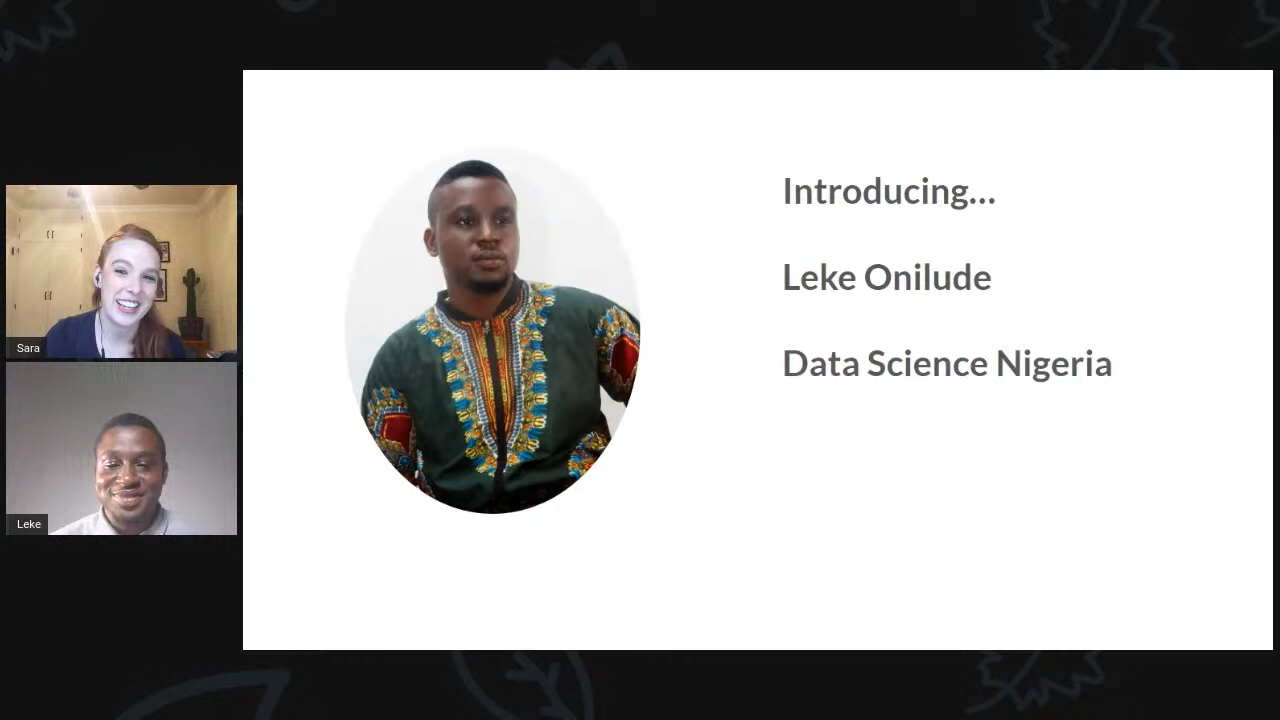 Introducing...
Leke Onilude
Data Science Nigeria
Sara
Leke